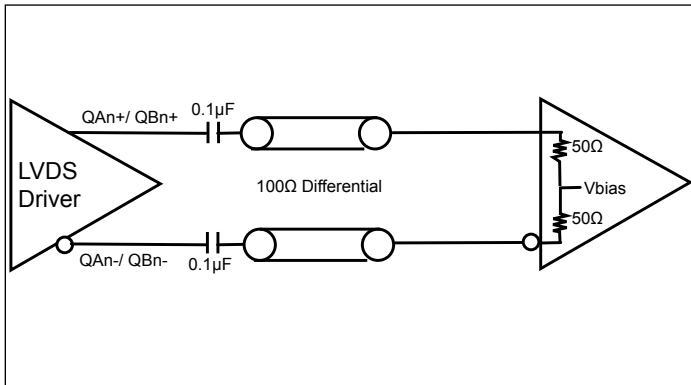 QAn+/ QBn+
0.1µF
LVDS
Driver
50Ω
100Ω Differential
Vbias
50Ω
QAn-/ QBn-
0.1µF